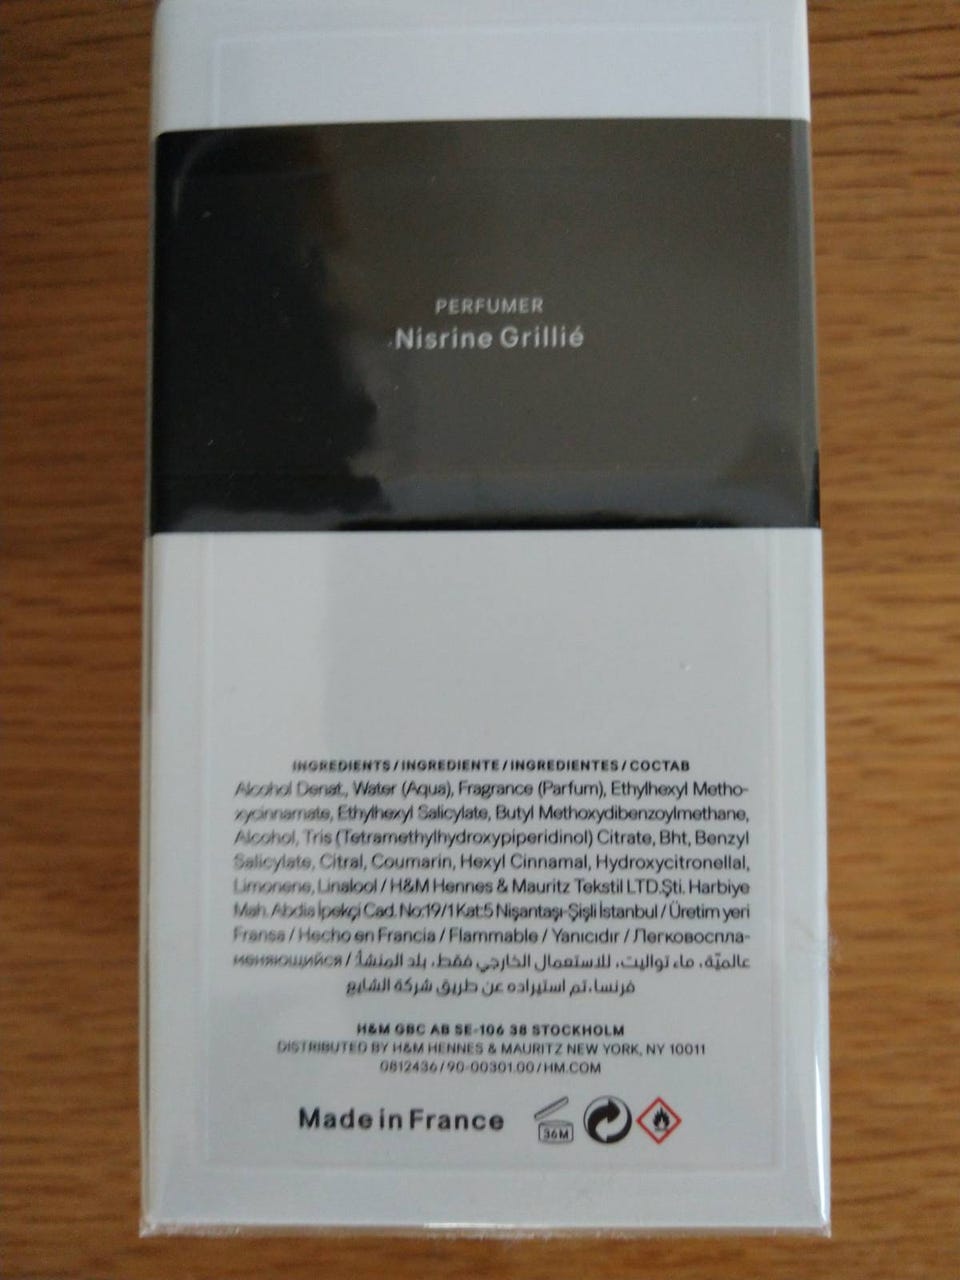 PERFUMER
Nisrine Grillié
INGREDIENTS / INGREDIENTE / INGREDIENTES / СОСТАВ
Alcohol Denat., Water (Aqua), Fragrance (Parfum), Ethylhexyl Metho-
xycinnamate, Ethylhexyl Salicylate, Butyl Methoxydibenzoylmethane,
Alcohol, Tris (Tetramethylhydroxypiperidinol) Citrate, Bht, Benzyl
Salicylate, Citral, Coumarin, Hexyl Cinnamal, Hydroxycitronellal,
Limonene, Linalool / H&M Hennes & Mauritz Tekstil LTD.Şti. Harbiye
Mah. Abdia İpekçi Cad. No:19/1 Kat:5 Nişantaşı-Şişli İstanbul / Üretim yeri
Fransa / Hecho en Francia / Flammable / Yanıcıdır / Легковоспла-
меняющийся / عالميّة، ماء تواليت، للاستعمال الخارجي فقط، بلد المنشأ:
فرنسا، تم استيراده عن طريق شركة الشايع
H&M GBC AB SE-106 38 STOCKHOLM
DISTRIBUTED BY H&M HENNES & MAURITZ NEW YORK, NY 10011
0812436 / 90-00301.00 / HM.COM
Made in France
36M